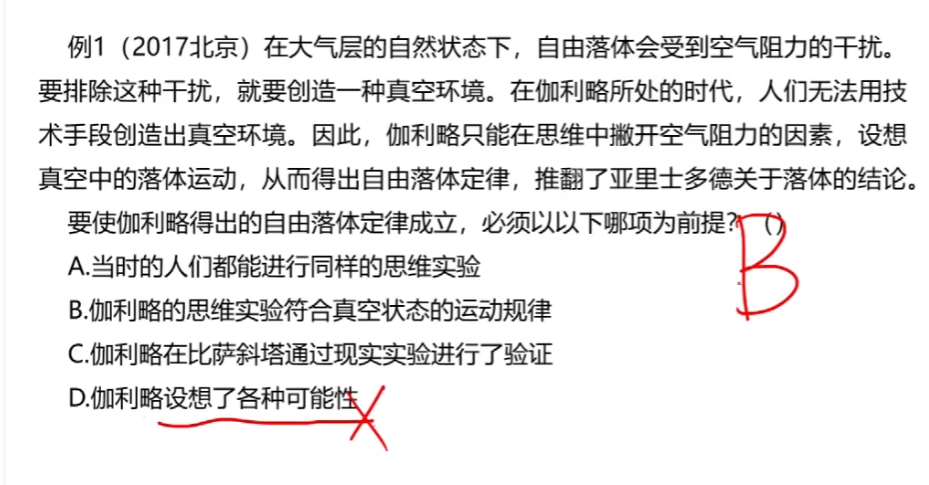 例1（2017北京）在大气层的自然状态下，自由落体会受到空气阻力的干扰。
要排除这种干扰，就要创造一种真空环境。在伽利略所处的时代，人们无法用技
术手段创造出真空环境。因此，伽利略只能在思维中撇开空气阻力的因素，设想
真空中的落体运动，从而得出自由落体定律，推翻了亚里士多德关于落体的结论。
要使伽利略得出的自由落体定律成立，必须以以下哪项为前提？（） B
A.当时的人们都能进行同样的思维实验
B.伽利略的思维实验符合真空状态的运动规律
C.伽利略在比萨斜塔通过现实实验进行了验证
D.伽利略设想了各种可能性